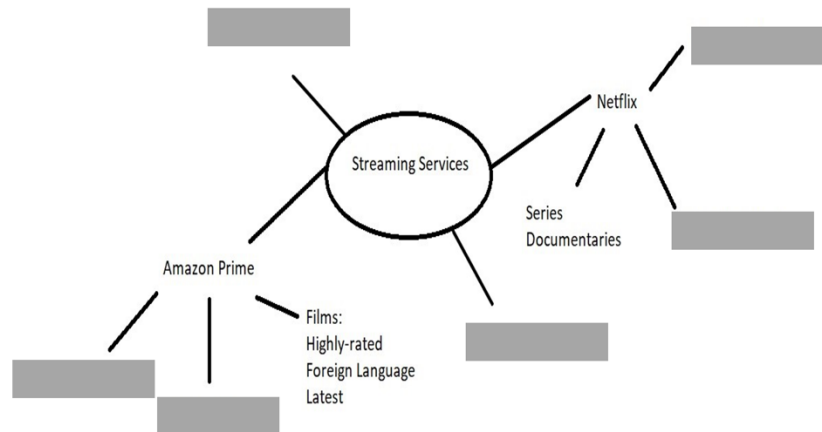 Netflix
Streaming Services
Series
Documentaries
Amazon Prime
Films:
Highly-rated
Foreign Language
Latest